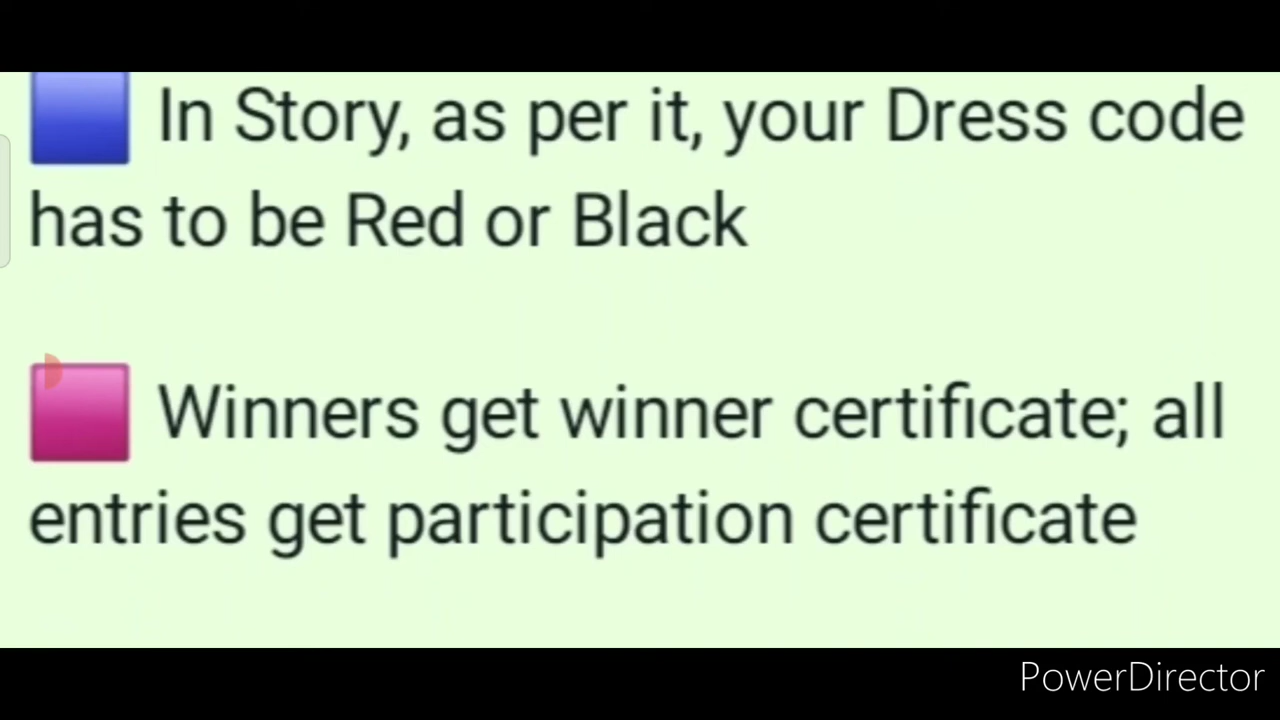 In Story, as per it, your Dress code
has to be Red or Black
Winners get winner certificate; all
entries get participation certificate
PowerDirector